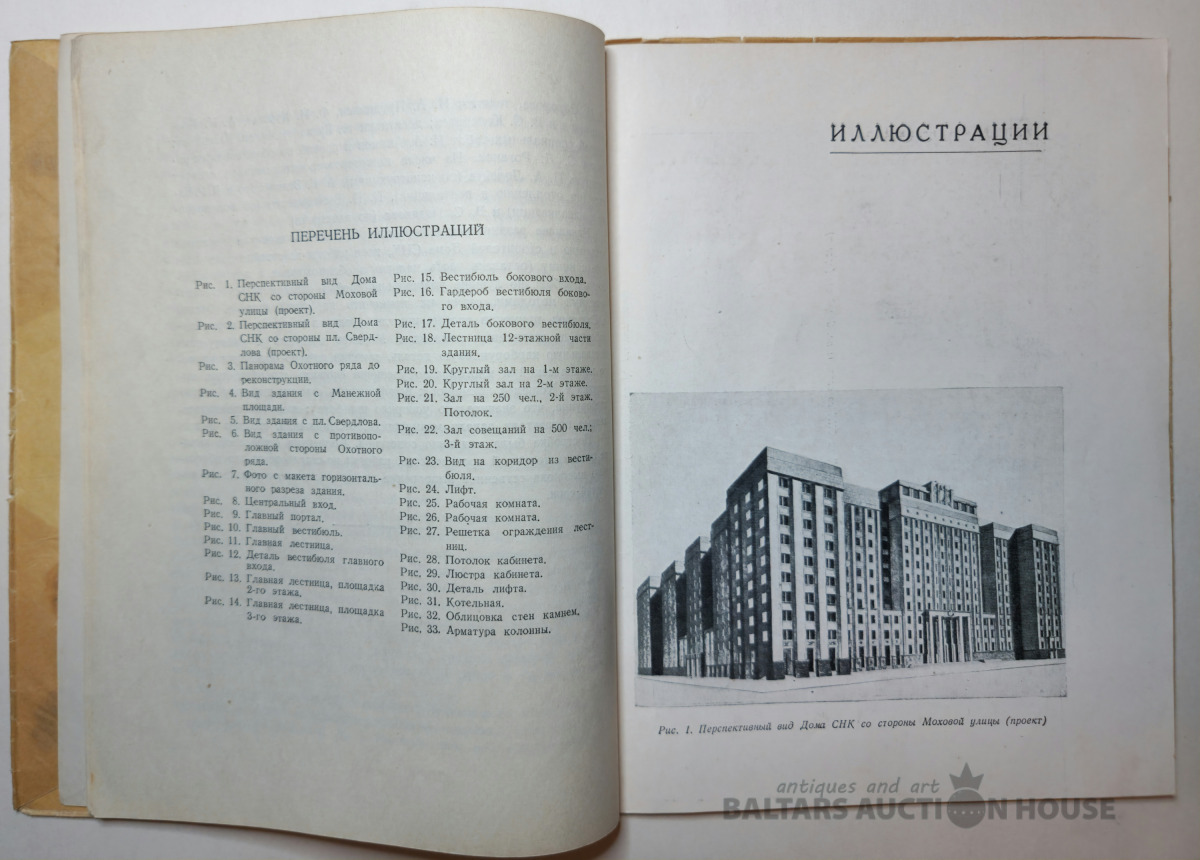 ПЕРЕЧЕНЬ ИЛЛЮСТРАЦИЙ
Рис. 1. Перспективный вид Дома
СНК со стороны Моховой
улицы (проект).
Рис. 2. Перспективный вид Дома
СНК со стороны пл. Сверд-
лова (проект).
Рис. 3. Панорама Охотного ряда до
реконструкции.
Рис. 4. Вид здания с Манежной
площади.
Рис. 5. Вид здания с пл. Свердлова.
Рис. 6. Вид здания с противопо-
ложной стороны Охотного
ряда.
Рис. 7. Фото с макета горизонталь-
ного разреза здания.
Рис. 8. Центральный вход.
Рис. 9. Главный портал.
Рис. 10. Главный вестибюль.
Рис. 11. Главная лестница.
Рис. 12. Деталь вестибюля главного
входа.
Рис. 13. Главная лестница, площадка
2-го этажа.
Рис. 14. Главная лестница, площадка
3-го этажа.
Рис. 15. Вестибюль бокового входа.
Рис. 16. Гардероб вестибюля боково-
го входа.
Рис. 17. Деталь бокового вестибюля.
Рис. 18. Лестница 12-этажной части
здания.
Рис. 19. Круглый зал на 1-м этаже.
Рис. 20. Круглый зал на 2-м этаже.
Рис. 21. Зал на 250 чел., 2-й этаж.
Потолок.
Рис. 22. Зал совещаний на 500 чел.;
3-й этаж.
Рис. 23. Вид на коридор из вести-
бюля.
Рис. 24. Лифт.
Рис. 25. Рабочая комната.
Рис. 26. Рабочая комната.
Рис. 27. Решетка ограждения лест-
ниц.
Рис. 28. Потолок кабинета.
Рис. 29. Люстра кабинета.
Рис. 30. Деталь лифта.
Рис. 31. Котельная.
Рис. 32. Облицовка стен камнем.
Рис. 33. Арматура колонны.
ИЛЛЮСТРАЦИИ
Рис. 1. Перспективный вид Дома СНК со стороны Моховой улицы (проект)
antiques and art
BALTARS AUCTION HOUSE